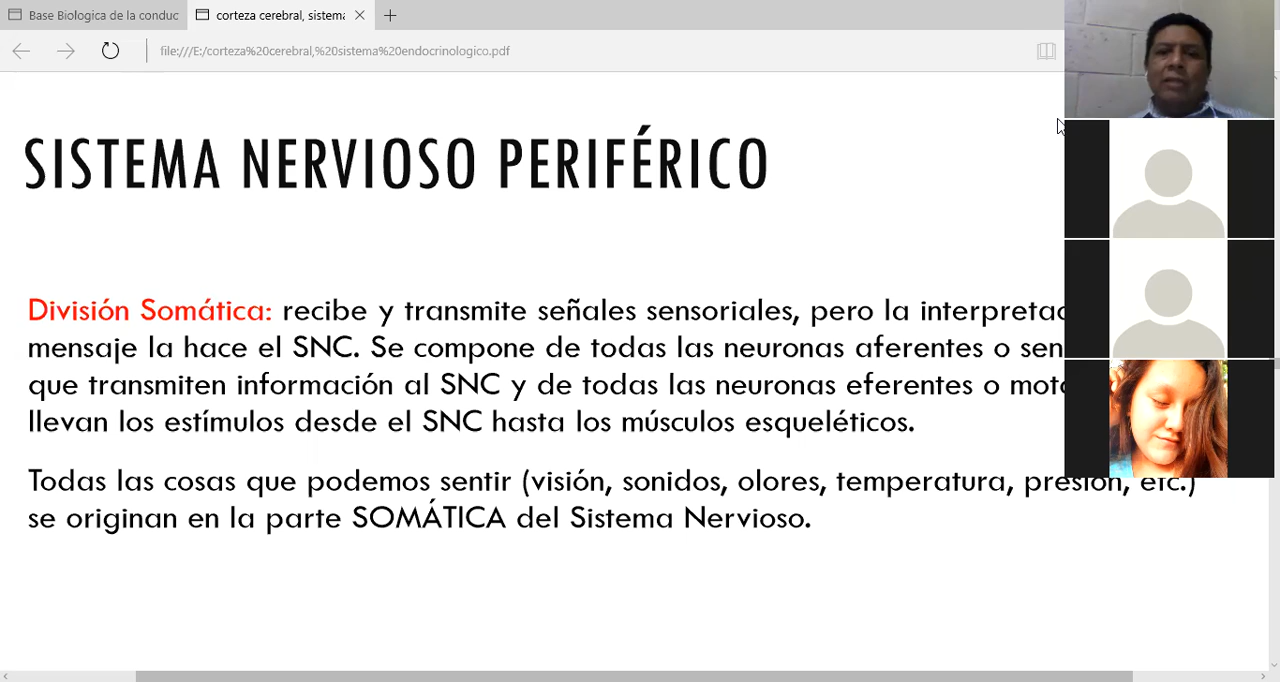 Base Biologica de la conduc
corteza cerebral, sistema
file:///E:/corteza%20cerebral,%20sistema%20endocrinologico.pdf
SISTEMA NERVIOSO PERIFÉRICO
División Somática: recibe y transmite señales sensoriales, pero la interpretac
mensaje la hace el SNC. Se compone de todas las neuronas aferentes o sen
que transmiten información al SNC y de todas las neuronas eferentes o moto
llevan los estímulos desde el SNC hasta los músculos esqueléticos.
Todas las cosas que podemos sentir (visión, sonidos, olores, temperatura, presión, etc.)
se originan en la parte SOMÁTICA del Sistema Nervioso.